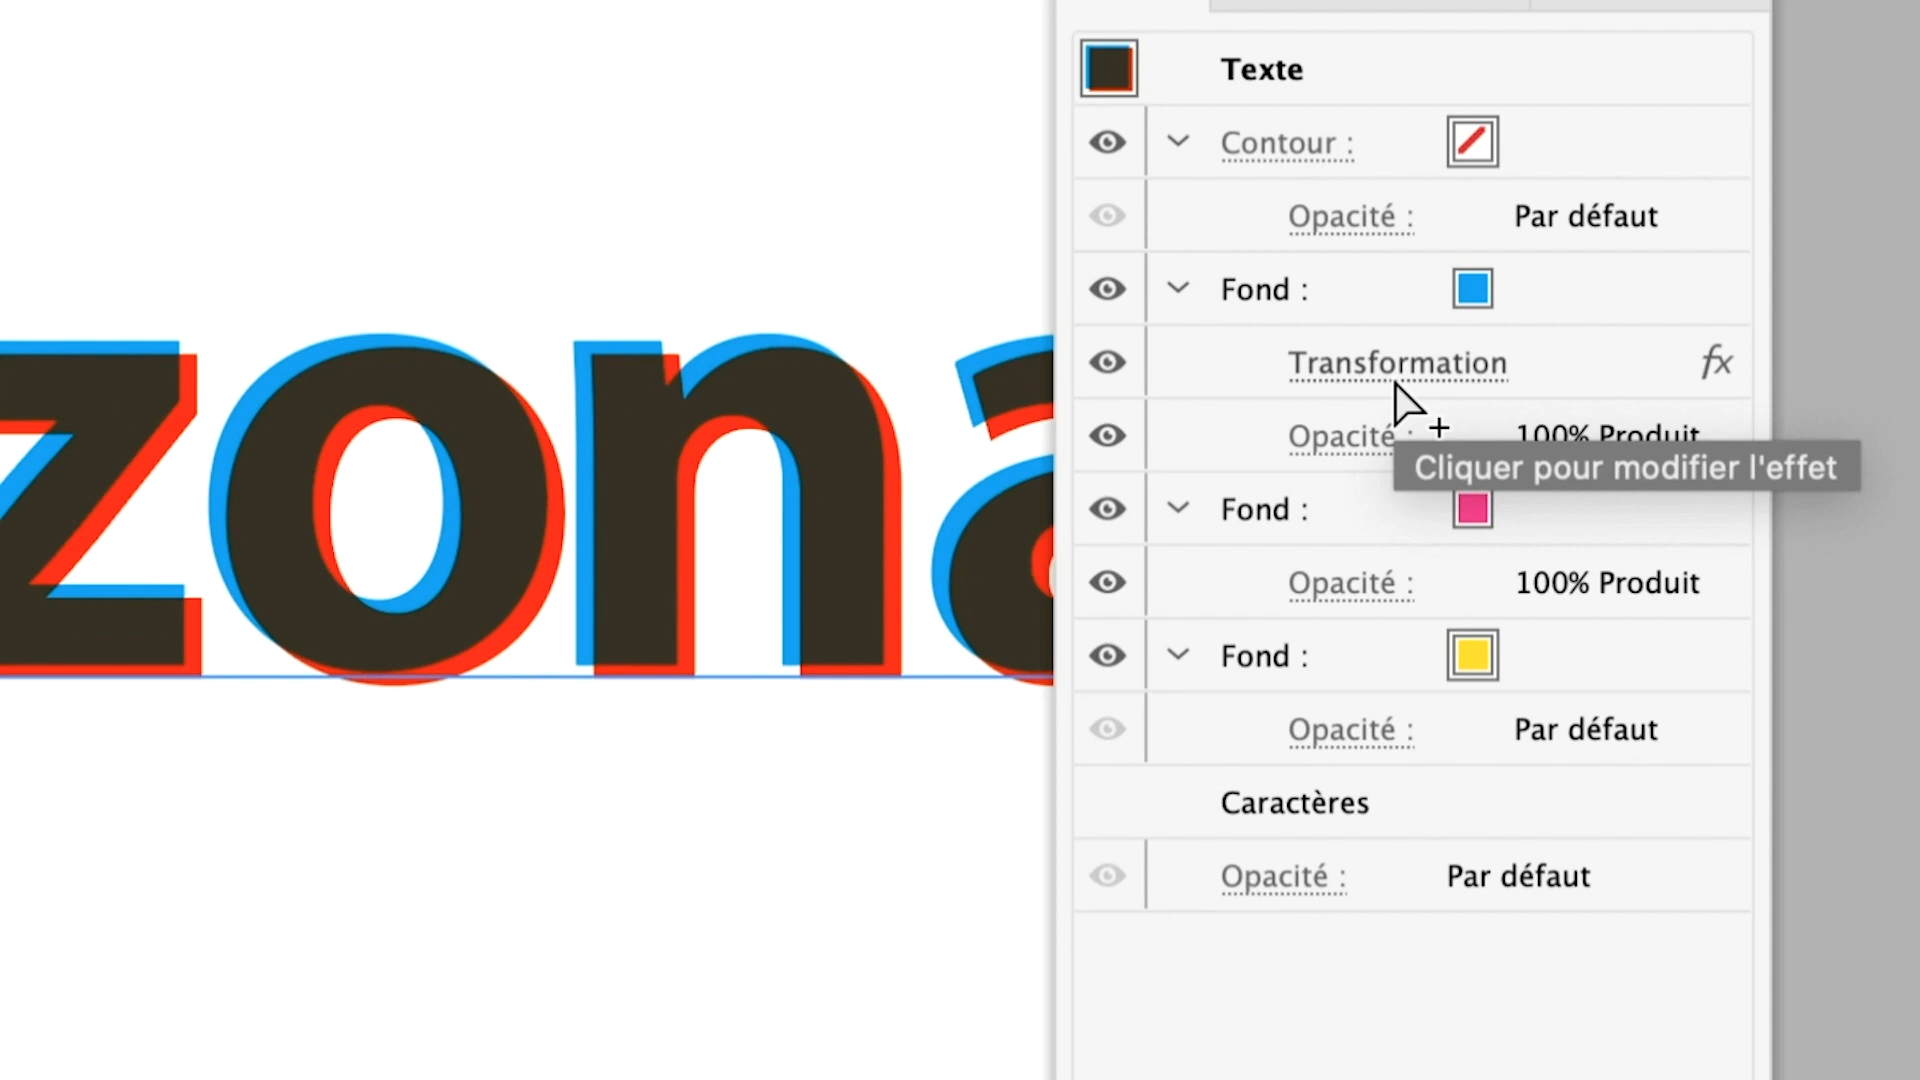 zona
Texte
Contour :
Opacité : Par défaut
Fond :
Transformation fx
Opacité : 100% Produit
Cliquer pour modifier l'effet
Fond :
Opacité : 100% Produit
Fond :
Opacité : Par défaut
Caractères
Opacité : Par défaut